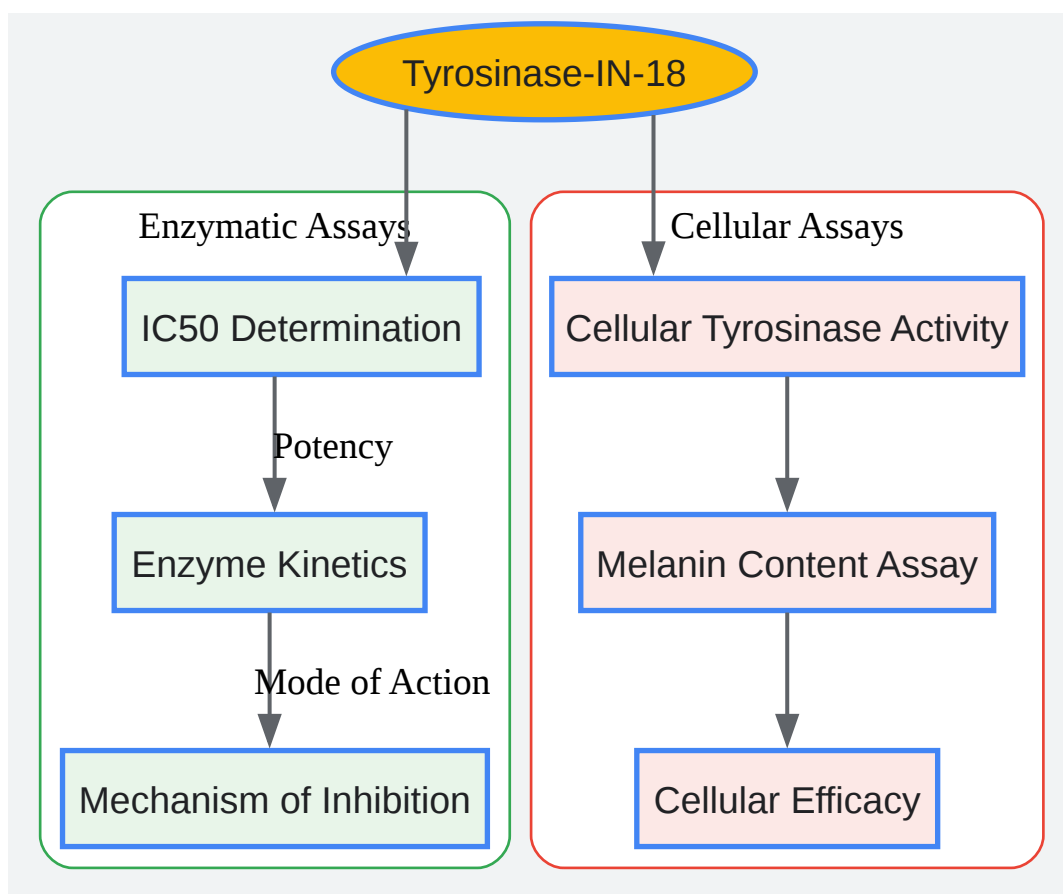 Tyrosinase-IN-18
Enzymatic Assays
IC50 Determination
Potency
Enzyme Kinetics
Mode of Action
Mechanism of Inhibition
Cellular Assays
Cellular Tyrosinase Activity
Melanin Content Assay
Cellular Efficacy